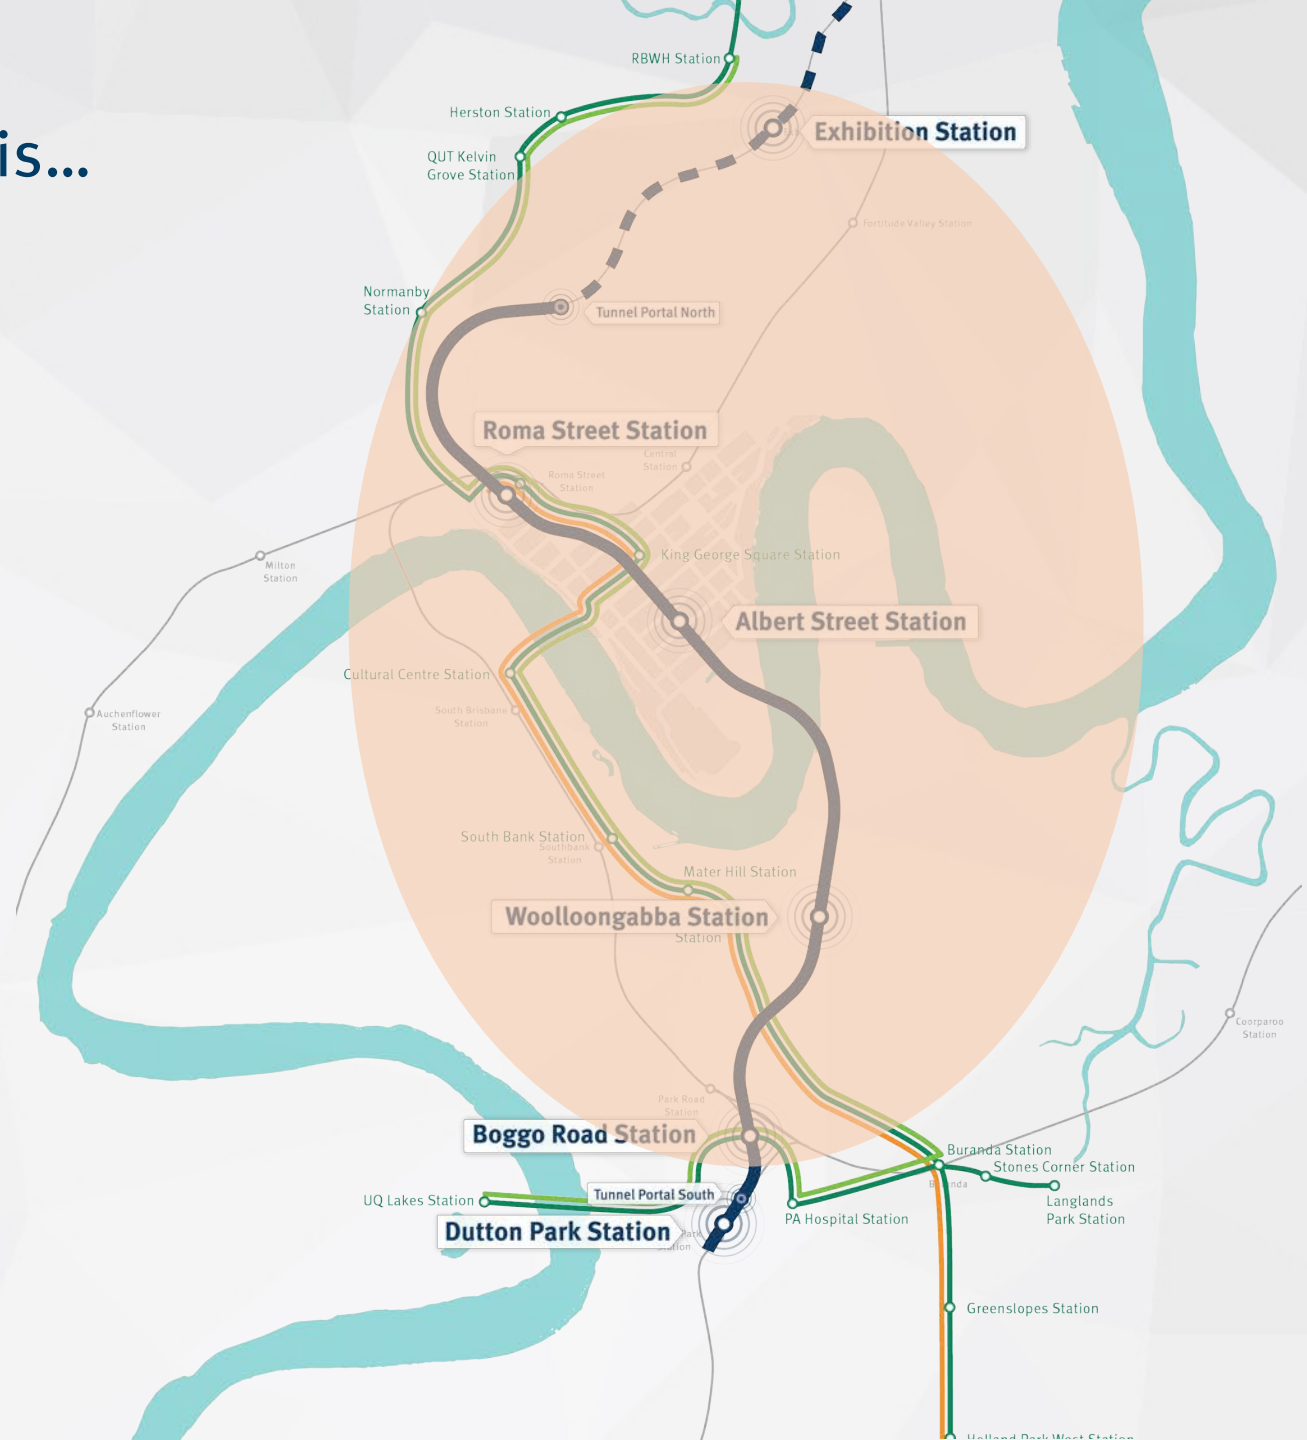 is...
RBWH Station
Herston Station
Exhibition Station
QUT Kelvin
Grove Station
Fortitude Valley Station
Normanby
Station
Tunnel Portal North
Roma Street Station
Central
Station
Roma Street
Station
King George Square Station
Milton
Station
Albert Street Station
Cultural Centre Station
South Brisbane
Station
Auchenflower
Station
South Bank Station
Southbank
Station
Mater Hill Station
Woolloongabba Station
Station
Coorparoo
Station
Park Road
Station
Boggo Road Station
Buranda Station
Stones Corner Station
UQ Lakes Station
Tunnel Portal South
Langlands
Park Station
PA Hospital Station
Dutton Park Station
Park
Station
Greenslopes Station
Holland Park West Station